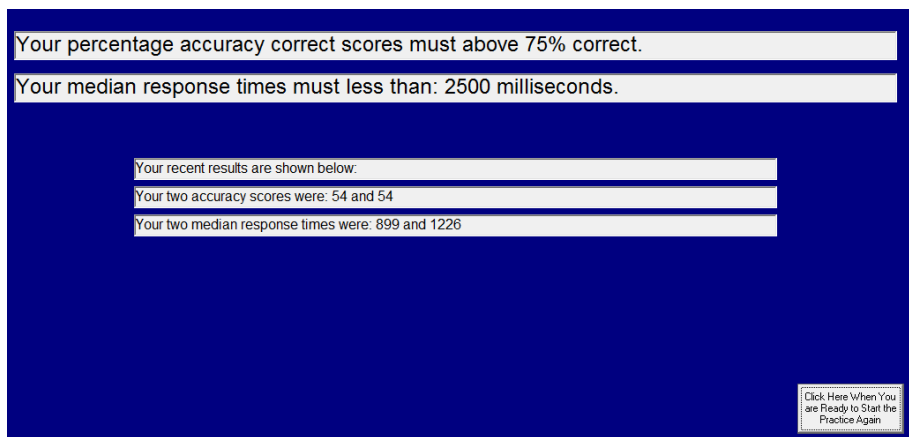 Your percentage accuracy correct scores must above 75% correct.
Your median response times must less than: 2500 milliseconds.
Your recent results are shown below:
Your two accuracy scores were: 54 and 54
Your two median response times were: 899 and 1226
Click Here When You
are Ready to Start the
Practice Again